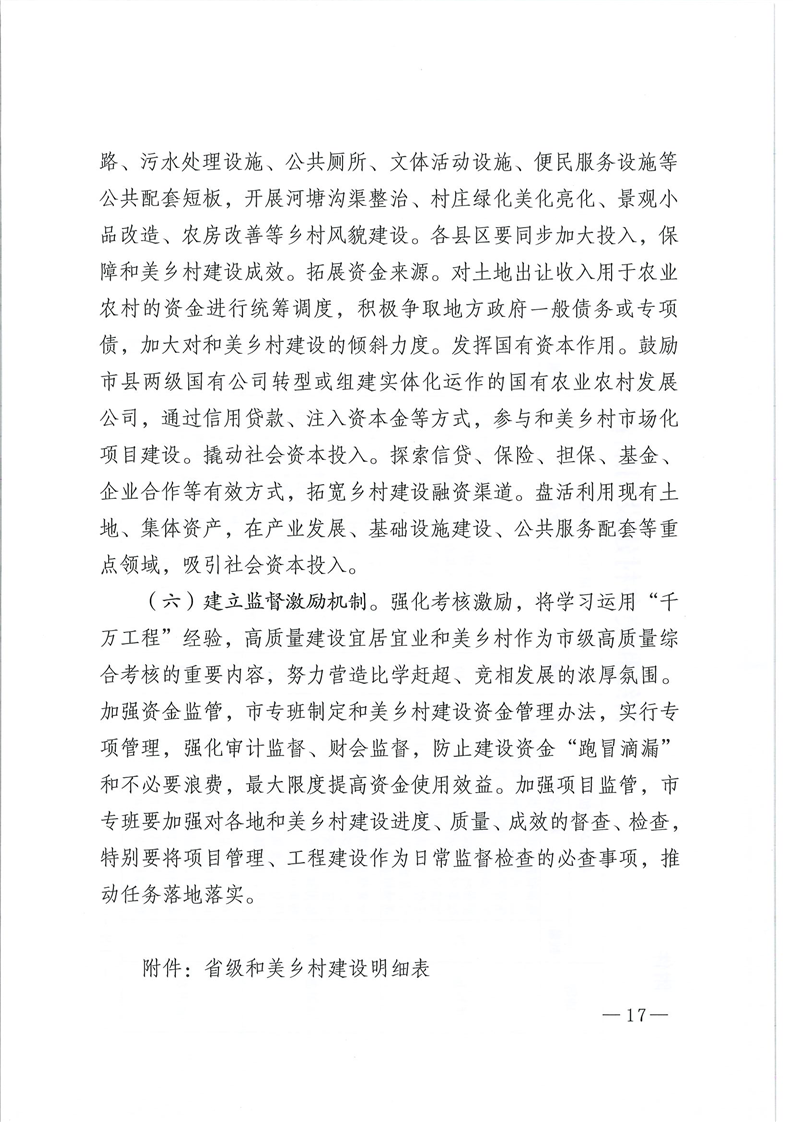 路、污水处理设施、公共厕所、文体活动设施、便民服务设施等
公共配套短板，开展河塘沟渠整治、村庄绿化美化亮化、景观小
品改造、农房改善等乡村风貌建设。各县区要同步加大投入，保
障和美乡村建设成效。拓展资金来源。对土地出让收入用于农业
农村的资金进行统筹调度，积极争取地方政府一般债务或专项
债，加大对和美乡村建设的倾斜力度。发挥国有资本作用。鼓励
市县两级国有公司转型或组建实体化运作的国有农业农村发展
公司，通过信用贷款、注入资本金等方式，参与和美乡村市场化
项目建设。撬动社会资本投入。探索信贷、保险、担保、基金、
企业合作等有效方式，拓宽乡村建设融资渠道。盘活利用现有土
地、集体资产，在产业发展、基础设施建设、公共服务配套等重
点领域，吸引社会资本投入。
（六）建立监督激励机制。强化考核激励，将学习运用“千
万工程”经验，高质量建设宜居宜业和美乡村作为市级高质量综
合考核的重要内容，努力营造比学赶超、竞相发展的浓厚氛围。
加强资金监管，市专班制定和美乡村建设资金管理办法，实行专
项管理，强化审计监督、财会监督，防止建设资金“跑冒滴漏”
和不必要浪费，最大限度提高资金使用效益。加强项目监管，市
专班要加强对各地和美乡村建设进度、质量、成效的督查、检查，
特别要将项目管理、工程建设作为日常监督检查的必查事项，推
动任务落地落实。
附件：省级和美乡村建设明细表
—17—